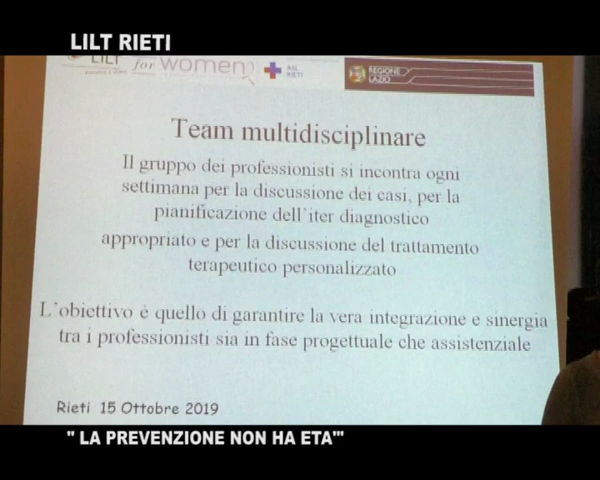 LILT RIETI
LILT for women
ASL
RIETI
REGIONE
LAZIO
Team multidisciplinare
Il gruppo dei professionisti si incontra ogni
settimana per la discussione dei casi, per la
pianificazione dell'iter diagnostico
appropriato e per la discussione del trattamento
terapeutico personalizzato
L'obiettivo è quello di garantire la vera integrazione e sinergia
tra i professionisti sia in fase progettuale che assistenziale
Rieti 15 Ottobre 2019
" LA PREVENZIONE NON HA ETA'"